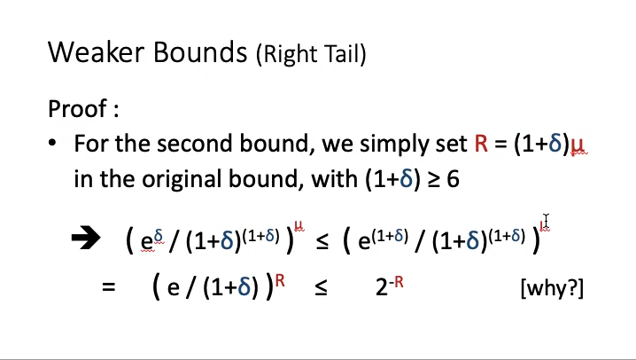 Weaker Bounds (Right Tail)
Proof :
• For the second bound, we simply set R = (1+δ)μ
in the original bound, with (1+δ) ≥ 6
➔ ( e^δ / (1+δ)^(1+δ) )^μ ≤ ( e^(1+δ) / (1+δ)^(1+δ) )^μ
= ( e / (1+δ) )^R ≤ 2^-R [why?]